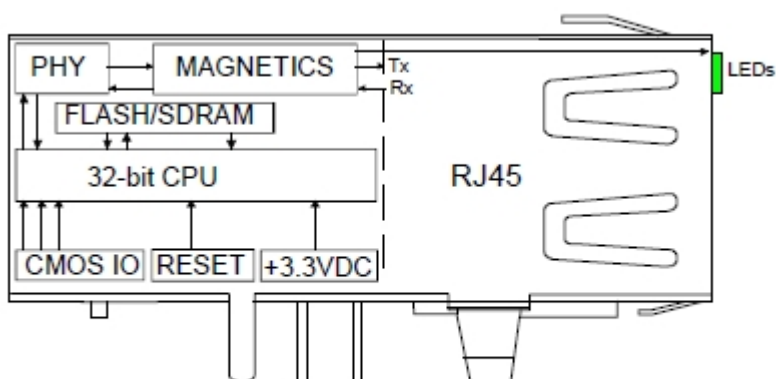 PHY
MAGNETICS
Tx
Rx
LEDs
FLASH/SDRAM
32-bit CPU
RJ45
CMOS IO
RESET
+3.3VDC